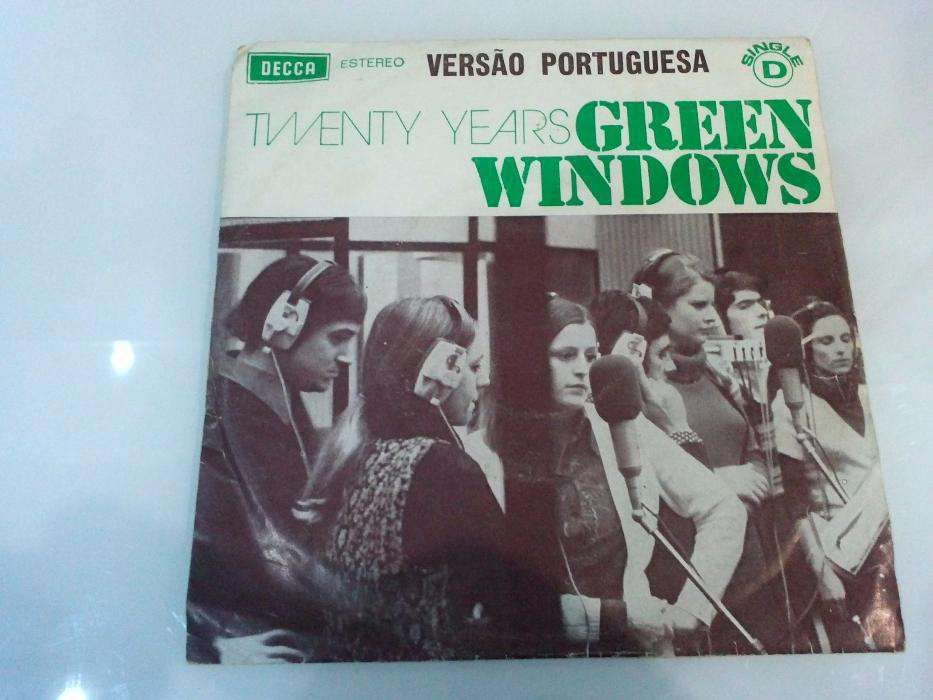 DECCA ESTEREO VERSÃO PORTUGUESA SINGLE D
TWENTY YEARS GREEN
WINDOWS